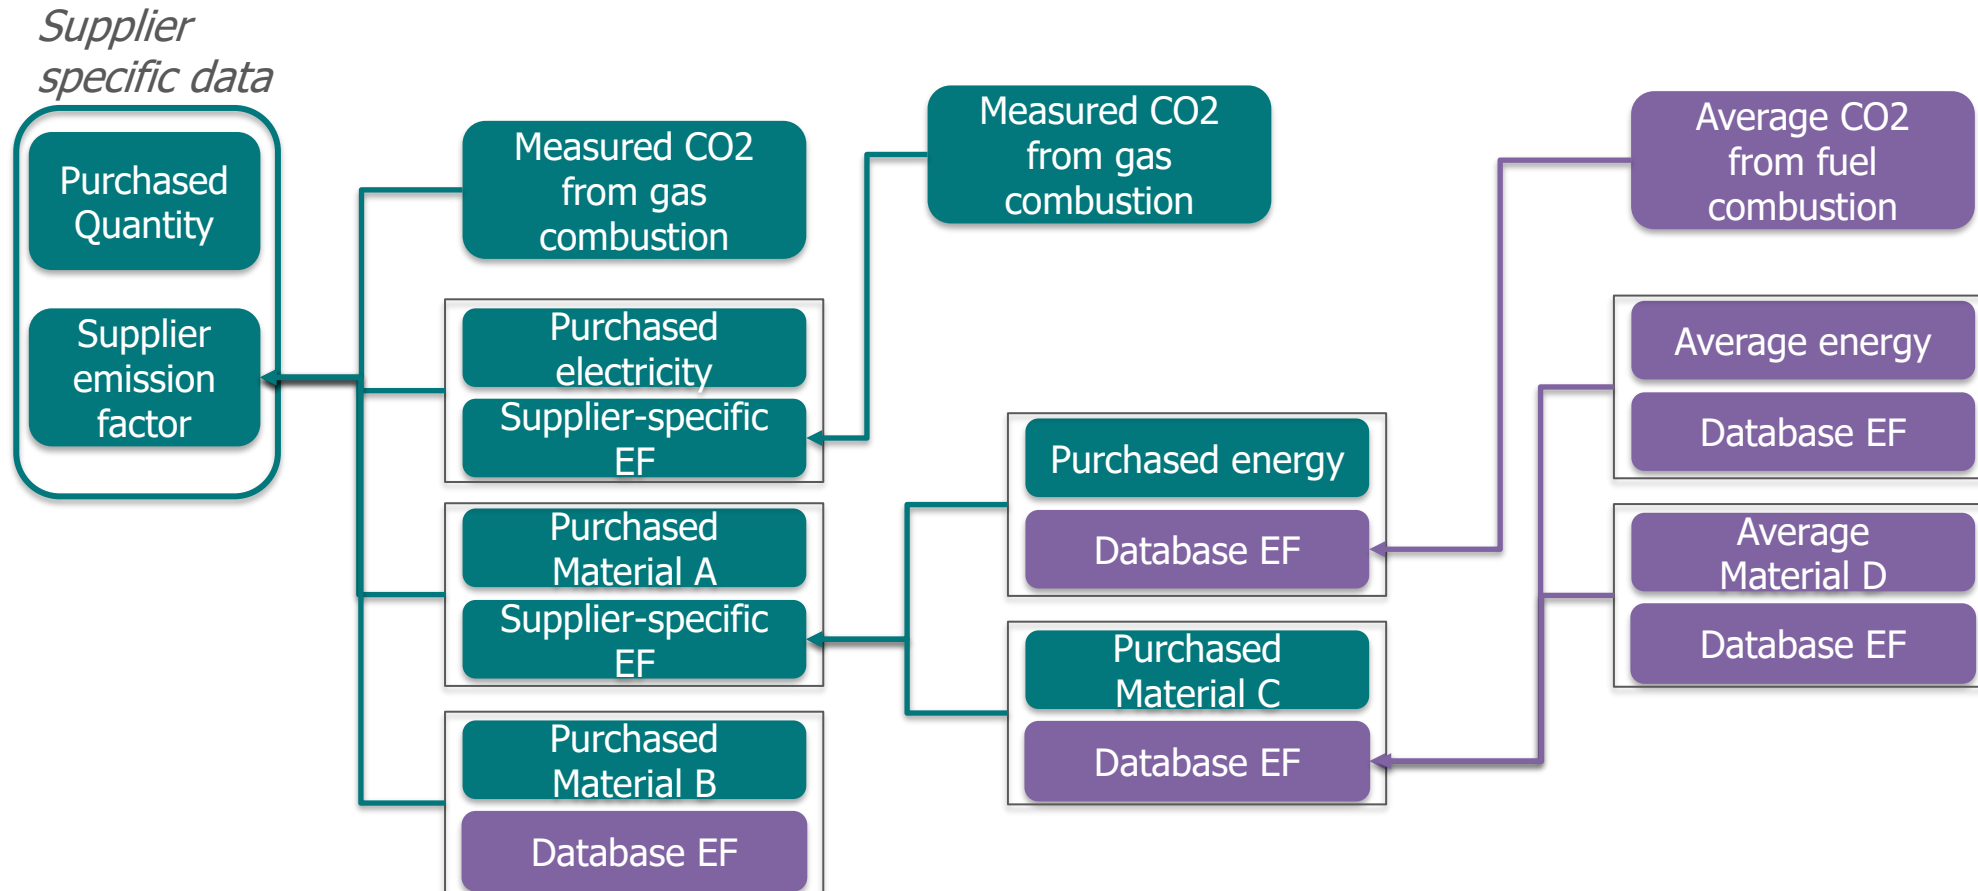 Supplier
specific data
Purchased
Quantity
Supplier
emission
factor
Measured CO2
from gas
combustion
Purchased
electricity
Supplier-specific
EF
Purchased
Material A
Supplier-specific
EF
Purchased
Material B
Database EF
Measured CO2
from gas
combustion
Purchased energy
Database EF
Purchased
Material C
Database EF
Average CO2
from fuel
combustion
Average energy
Database EF
Average
Material D
Database EF